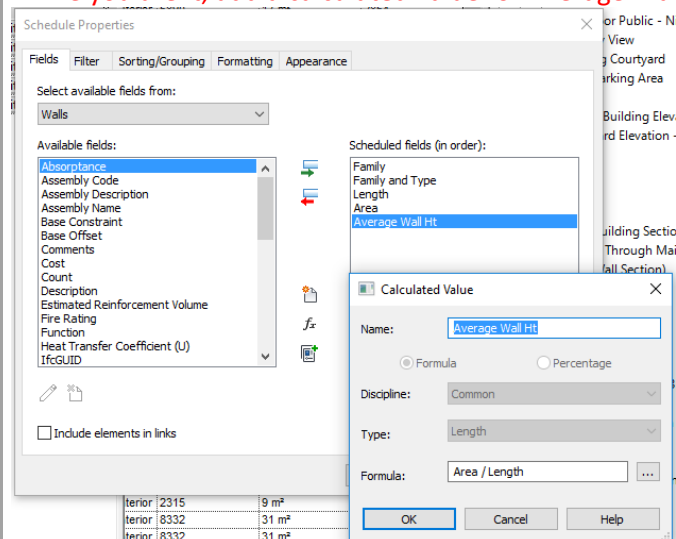 Schedule Properties
Fields Filter Sorting/Grouping Formatting Appearance
Select available fields from:
Walls
Available fields:
Scheduled fields (in order):
Absorptance
Assembly Code
Assembly Description
Assembly Name
Base Constraint
Base Offset
Comments
Cost
Count
Description
Estimated Reinforcement Volume
Fire Rating
Function
Heat Transfer Coefficient (U)
IfcGUID
Family
Family and Type
Length
Area
Average Wall Ht
fx
Include elements in links
Calculated Value
Name: Average Wall Ht
Formula Percentage
Discipline: Common
Type: Length
Formula: Area / Length ...
OK Cancel Help
or Public - N
View
g Courtyard
arking Area
Building Elev
rd Elevation -
uilding Sectio
Through Mai
all Section)
terior 2315 9 m²
terior 8332 31 m²
terior 8332 31 m²